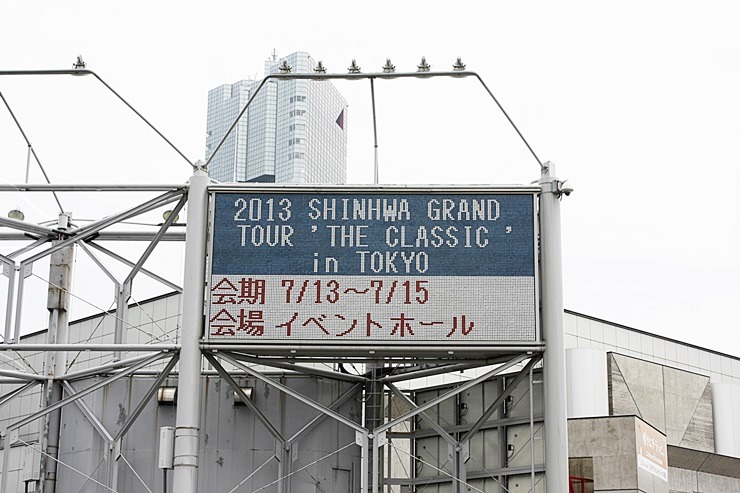 2013 SHINHWA GRAND
TOUR 'THE CLASSIC'
in TOKYO
会期 7/13～7/15
会場 イベントホール